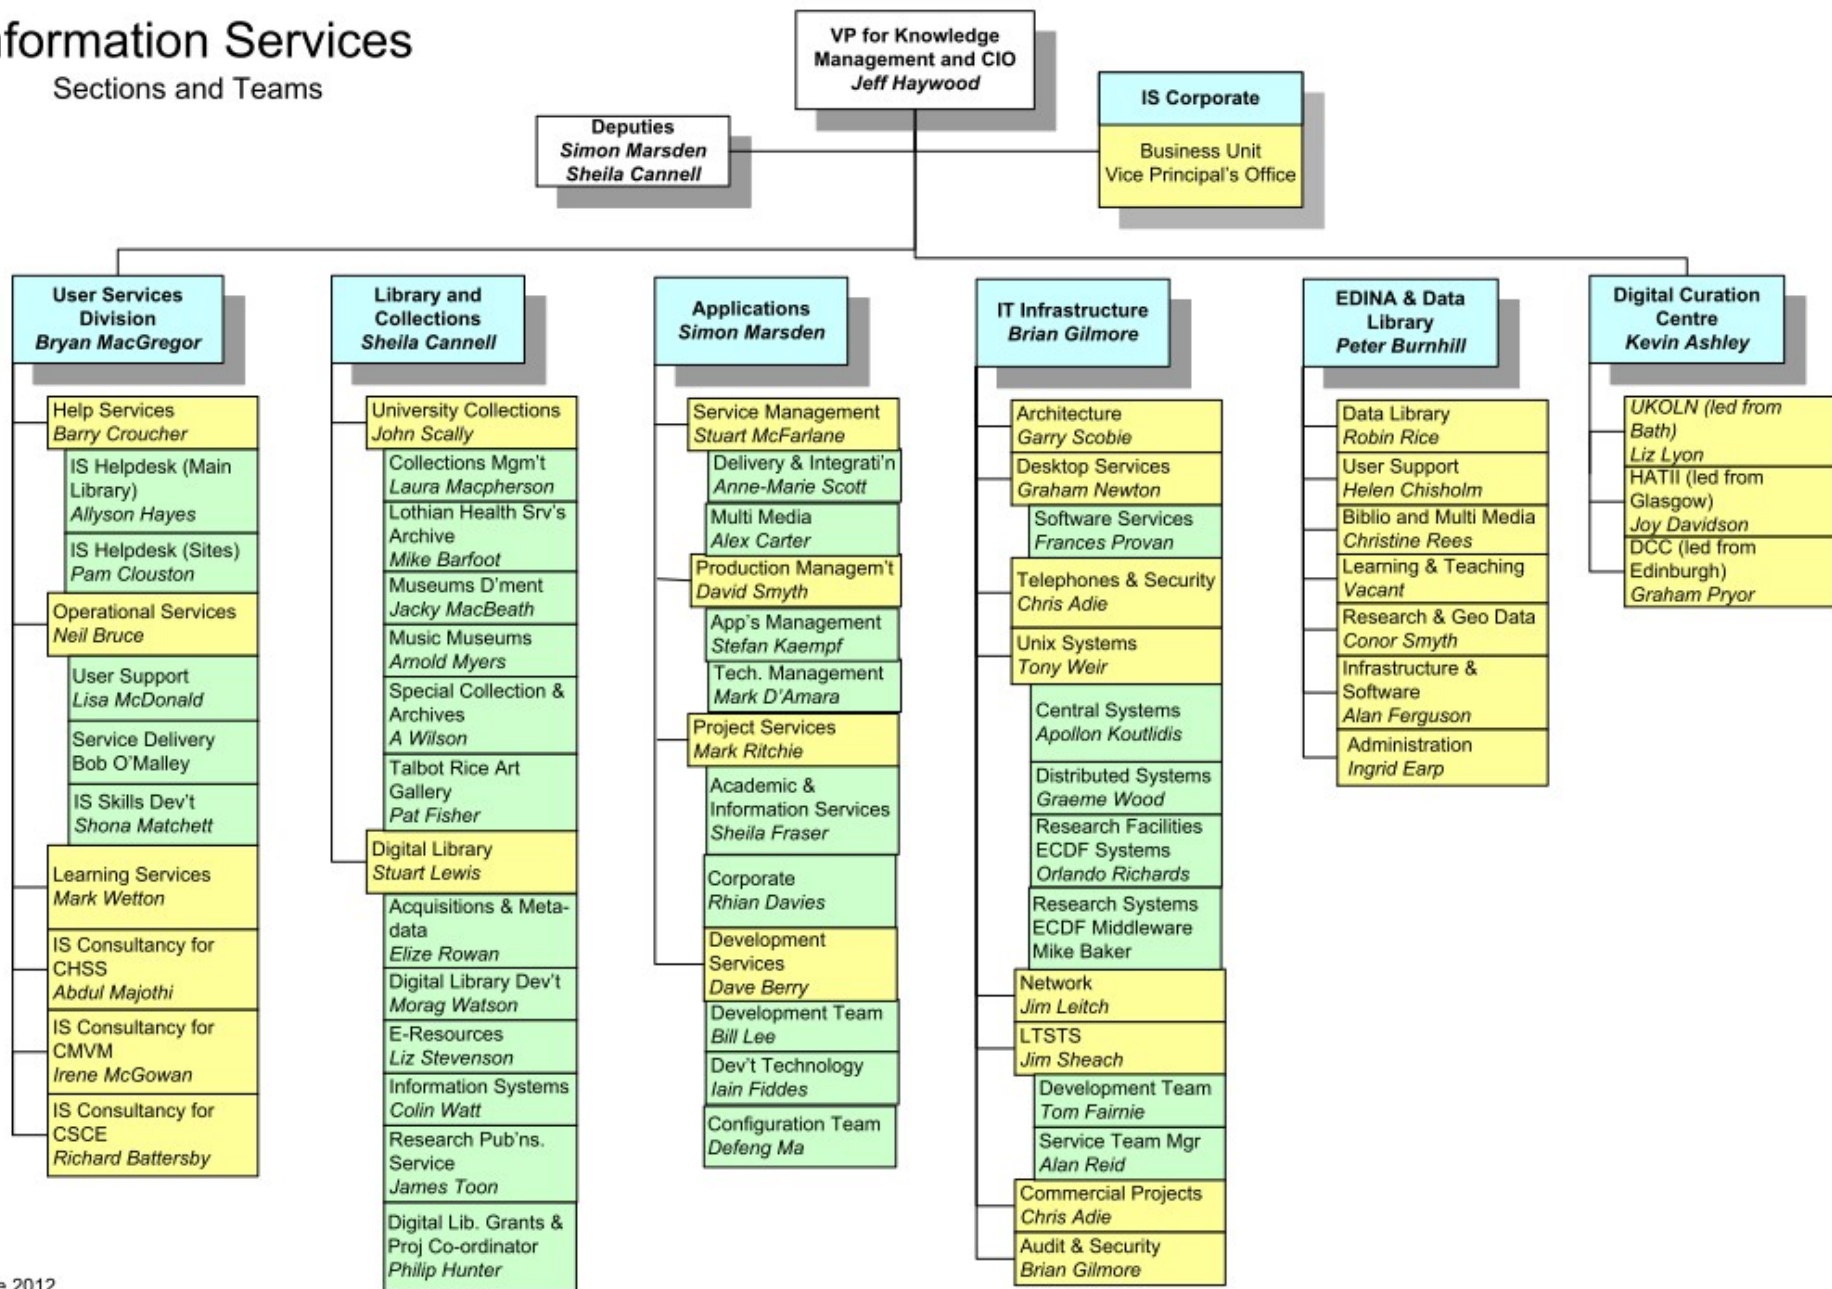 nformation Services
Sections and Teams
VP for Knowledge
Management and CIO
Jeff Haywood
Deputies
Simon Marsden
Sheila Cannell
IS Corporate
Business Unit
Vice Principal's Office
User Services
Division
Bryan MacGregor
Help Services
Barry Croucher
IS Helpdesk (Main
Library)
Allyson Hayes
IS Helpdesk (Sites)
Pam Clouston
Operational Services
Neil Bruce
User Support
Lisa McDonald
Service Delivery
Bob O'Malley
IS Skills Dev't
Shona Matchett
Learning Services
Mark Wetton
IS Consultancy for
CHSS
Abdul Majothi
IS Consultancy for
CMVM
Irene McGowan
IS Consultancy for
CSCE
Richard Battersby
Library and
Collections
Sheila Cannell
University Collections
John Scally
Collections Mgm't
Laura Macpherson
Lothian Health Srv's
Archive
Mike Barfoot
Museums D'ment
Jacky MacBeath
Music Museums
Arnold Myers
Special Collection &
Archives
A Wilson
Talbot Rice Art
Gallery
Pat Fisher
Digital Library
Stuart Lewis
Acquisitions & Meta-
data
Elize Rowan
Digital Library Dev't
Morag Watson
E-Resources
Liz Stevenson
Information Systems
Colin Watt
Research Pub'ns.
Service
James Toon
Digital Lib. Grants &
Proj Co-ordinator
Philip Hunter
Applications
Simon Marsden
Service Management
Stuart McFarlane
Delivery & Integrati'n
Anne-Marie Scott
Multi Media
Alex Carter
Production Managem't
David Smyth
App's Management
Stefan Kaempf
Tech. Management
Mark D'Amara
Project Services
Mark Ritchie
Academic &
Information Services
Sheila Fraser
Corporate
Rhian Davies
Development
Services
Dave Berry
Development Team
Bill Lee
Dev't Technology
Iain Fiddes
Configuration Team
Defeng Ma
IT Infrastructure
Brian Gilmore
Architecture
Garry Scobie
Desktop Services
Graham Newton
Software Services
Frances Provan
Telephones & Security
Chris Adie
Unix Systems
Tony Weir
Central Systems
Apollon Koutlidis
Distributed Systems
Graeme Wood
Research Facilities
ECDF Systems
Orlando Richards
Research Systems
ECDF Middleware
Mike Baker
Network
Jim Leitch
LTSTS
Jim Sheach
Development Team
Tom Fairnie
Service Team Mgr
Alan Reid
Commercial Projects
Chris Adie
Audit & Security
Brian Gilmore
EDINA & Data
Library
Peter Burnhill
Data Library
Robin Rice
User Support
Helen Chisholm
Biblio and Multi Media
Christine Rees
Learning & Teaching
Vacant
Research & Geo Data
Conor Smyth
Infrastructure &
Software
Alan Ferguson
Administration
Ingrid Earp
Digital Curation
Centre
Kevin Ashley
UKOLN (led from
Bath)
Liz Lyon
HATII (led from
Glasgow)
Joy Davidson
DCC (led from
Edinburgh)
Graham Pryor
2012